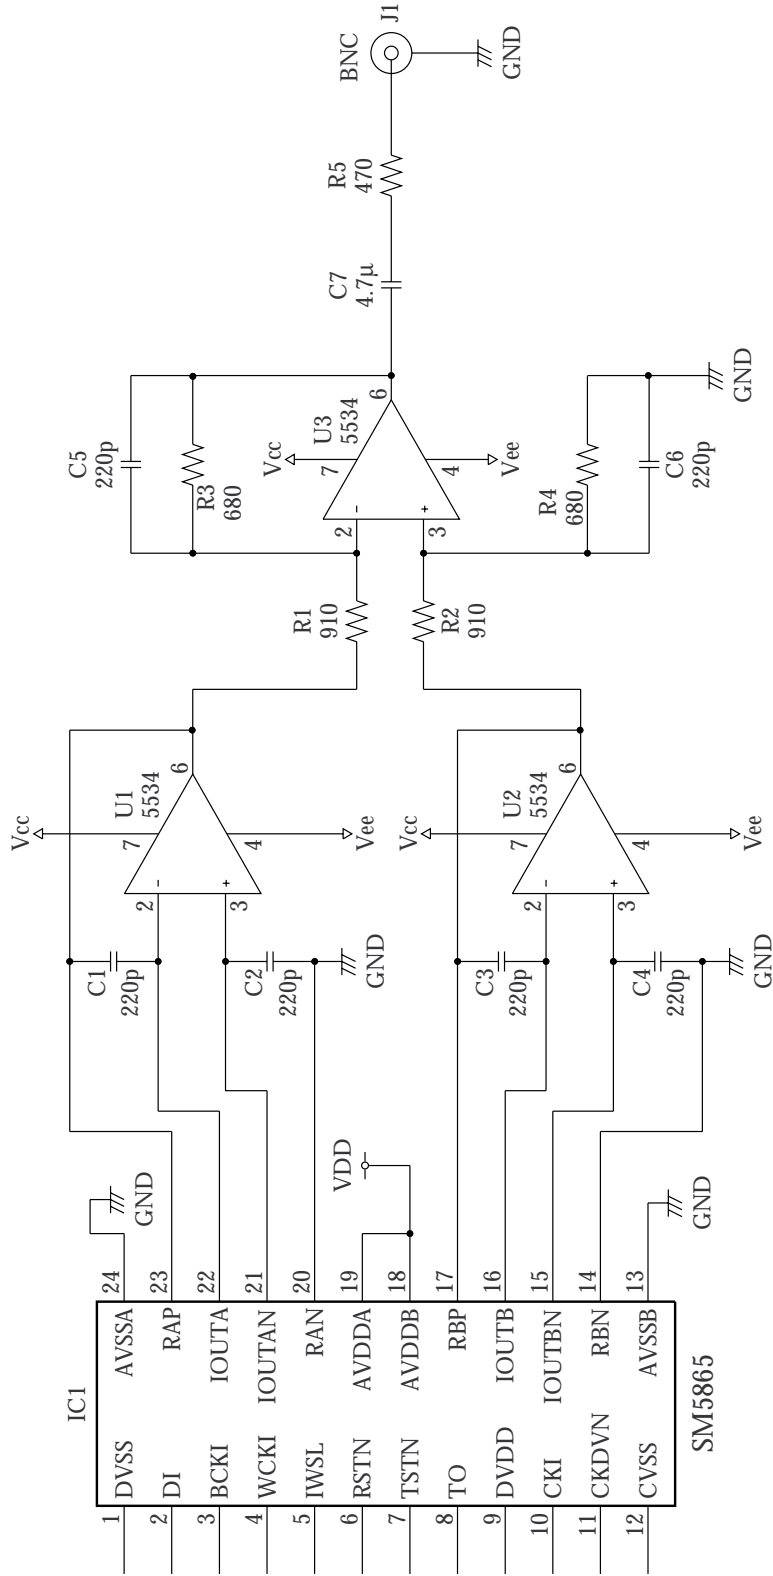 J1
BNC
GND
R5
470
C7
4.7µ
C5
220p
R3
680
Vcc
U3
5534
7
6
4
2
3
-
+
Vee
R4
680
C6
220p
GND
R1
910
R2
910
Vcc
U1
5534
7
6
4
2
3
-
+
Vee
C1
220p
C2
220p
GND
Vcc
U2
5534
7
6
4
2
3
-
+
Vee
C3
220p
C4
220p
GND
GND
VDD
GND
24
23
22
21
20
19
18
17
16
15
14
13
AVSSA
RAP
IOUTA
IOUTAN
RAN
AVDDA
AVDDB
RBP
IOUTB
IOUTBN
RBN
AVSSB
IC1
SM5865
DVSS
DI
BCKI
WCKI
IWSL
RSTN
TSTN
TO
DVDD
CKI
CKDVN
CVSS
1
2
3
4
5
6
7
8
9
10
11
12